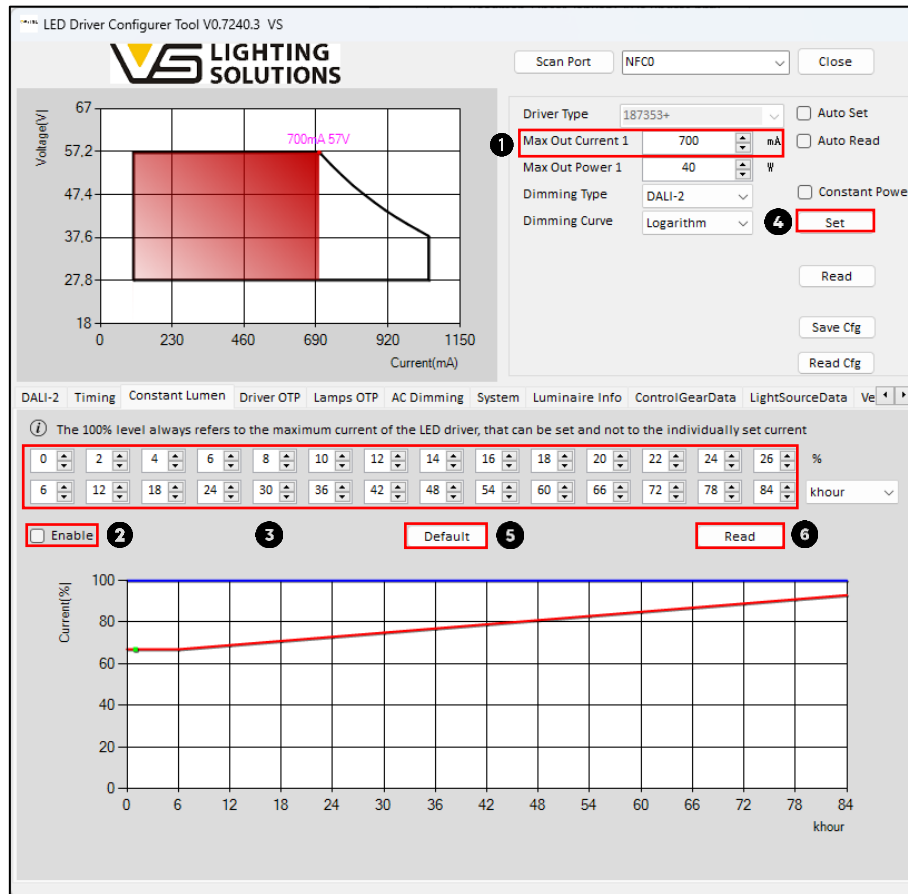 LED Driver Configurer Tool V0.7240.3 VS
VS LIGHTING
SOLUTIONS
Scan Port NFC0 Close
Voltage[V]
67
57,2
47,4
37,6
27,8
18
700mA 57V
0 230 460 690 920 1150
Current(mA)
Driver Type 187353+ Auto Set
1 Max Out Current 1 700 mA Auto Read
Max Out Power 1 40 W
Dimming Type DALI-2 Constant Powe
Dimming Curve Logarithm 4 Set
Read
Save Cfg
Read Cfg
DALI-2 Timing Constant Lumen Driver OTP Lamps OTP AC Dimming System Luminaire Info ControlGearData LightSourceData Ve
i The 100% level always refers to the maximum current of the LED driver, that can be set and not to the individually set current
0 2 4 6 8 10 12 14 16 18 20 22 24 26 %
6 12 18 24 30 36 42 48 54 60 66 72 78 84 khour
Enable 2 3 Default 5 Read 6
Current[%]
100
80
60
40
20
0
0 6 12 18 24 30 36 42 48 54 60 66 72 78 84
khour